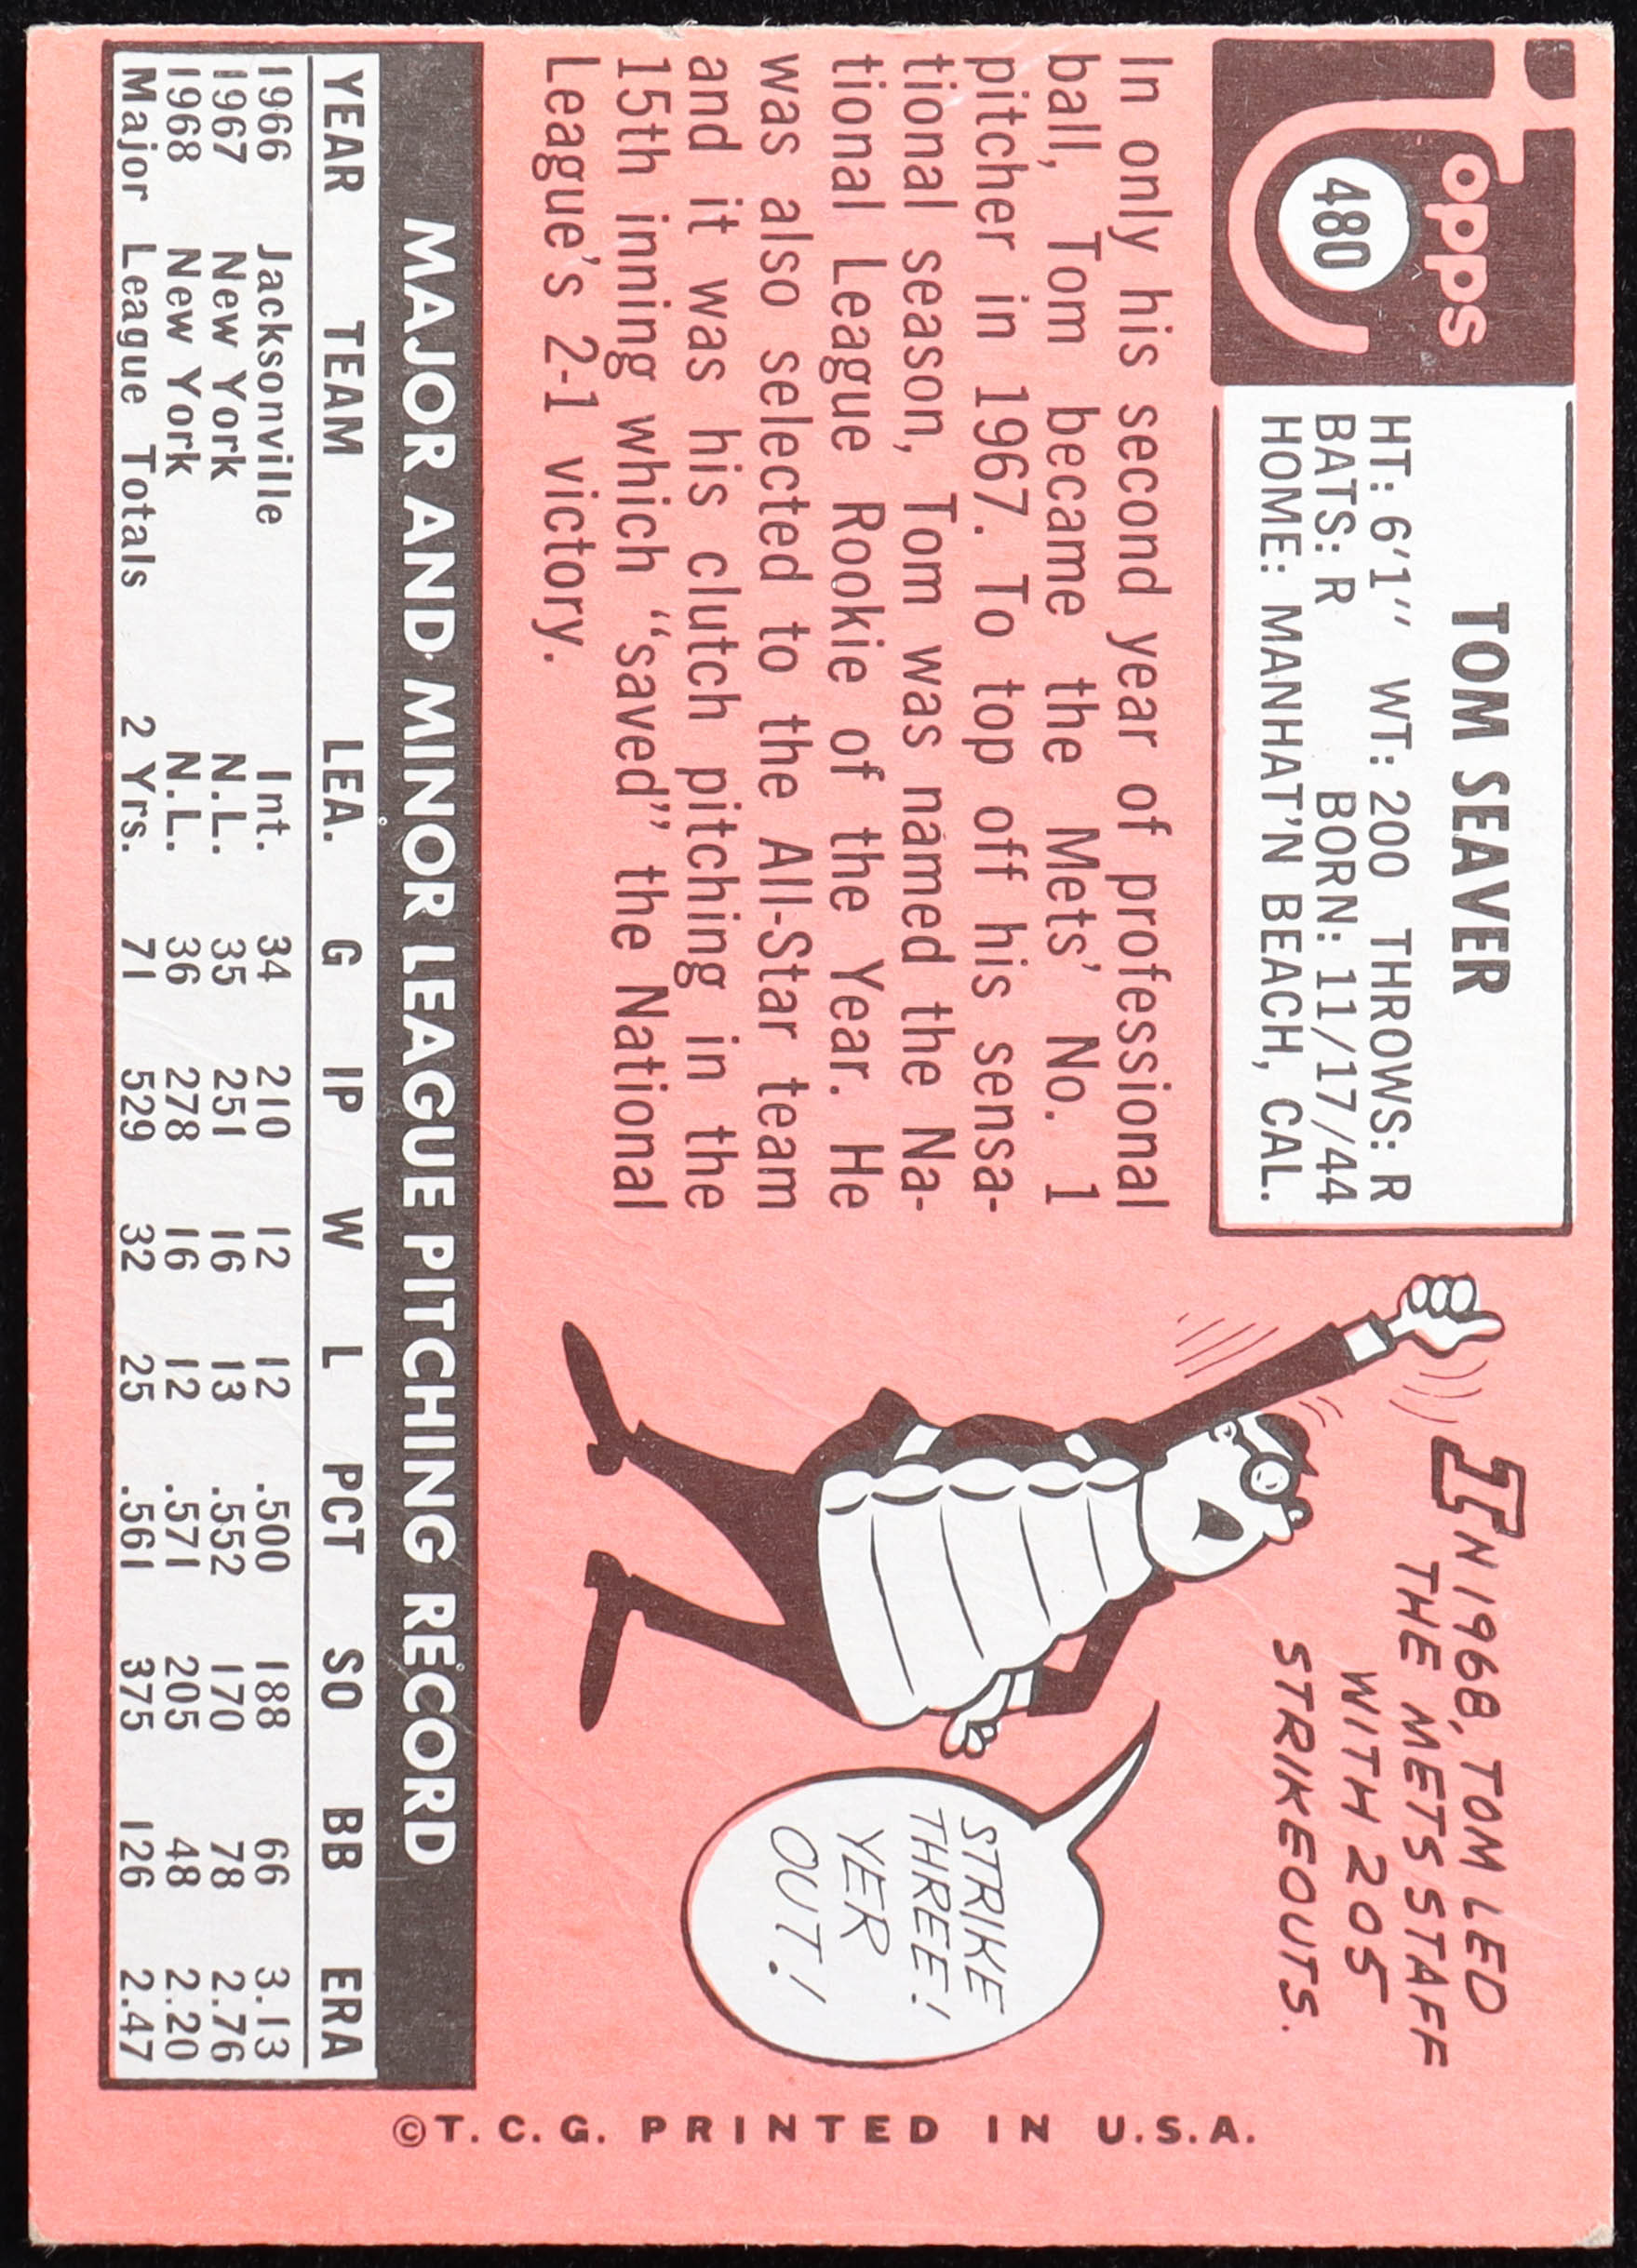 Topps
480
TOM SEAVER
HT: 6'1" WT: 200 THROWS: R
BATS: R BORN: 11/17/44
HOME: MANHAT'N BEACH, CAL.
In only his second year of professional
ball, Tom became the Mets' No. 1
pitcher in 1967. To top off his sensa-
tional season, Tom was named the Na-
tional League Rookie of the Year. He
was also selected to the All-Star team
and it was his clutch pitching in the
15th inning which "saved" the National
League's 2-1 victory.
IN 1968, TOM LED
THE METS STAFF
WITH 205
STRIKEOUTS.
STRIKE
THREE!
YER
OUT!
MAJOR AND MINOR LEAGUE PITCHING RECORD
YEAR TEAM LEA. G IP W L PCT SO BB ERA
1966 Jacksonville Int. 34 210 12 12 .500 188 66 3.13
1967 New York N.L. 35 251 16 13 .552 170 78 2.76
1968 New York N.L. 36 278 16 12 .571 205 48 2.20
Major League Totals 2 Yrs. 71 529 32 25 .561 375 126 2.47
©T.C.G. PRINTED IN U.S.A.